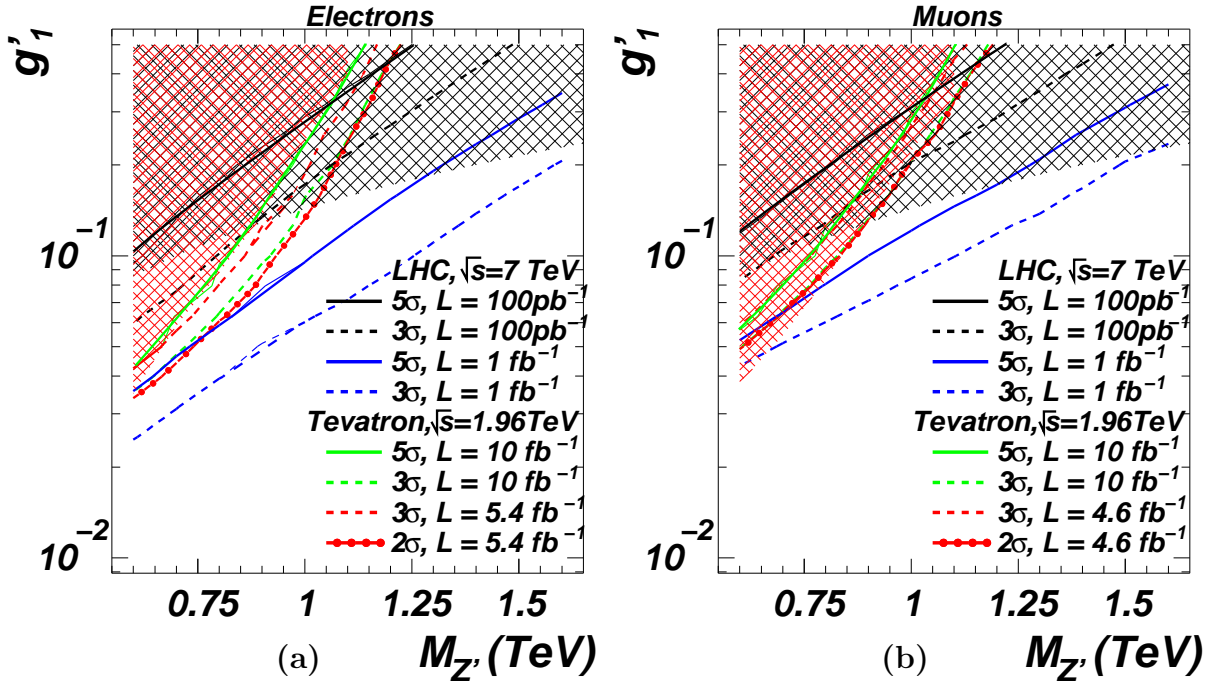 Electrons
g'₁
10⁻¹
10⁻²
LHC, √s=7 TeV
5σ, L = 100pb⁻¹
3σ, L = 100pb⁻¹
5σ, L = 1 fb⁻¹
3σ, L = 1 fb⁻¹
Tevatron, √s=1.96TeV
5σ, L = 10 fb⁻¹
3σ, L = 10 fb⁻¹
3σ, L = 5.4 fb⁻¹
2σ, L = 5.4 fb⁻¹
0.75 1 1.25 1.5
(a) M_Z' (TeV)
Muons
g'₁
10⁻¹
10⁻²
LHC, √s=7 TeV
5σ, L = 100pb⁻¹
3σ, L = 100pb⁻¹
5σ, L = 1 fb⁻¹
3σ, L = 1 fb⁻¹
Tevatron, √s=1.96TeV
5σ, L = 10 fb⁻¹
3σ, L = 10 fb⁻¹
3σ, L = 4.6 fb⁻¹
2σ, L = 4.6 fb⁻¹
0.75 1 1.25 1.5
(b) M_Z' (TeV)